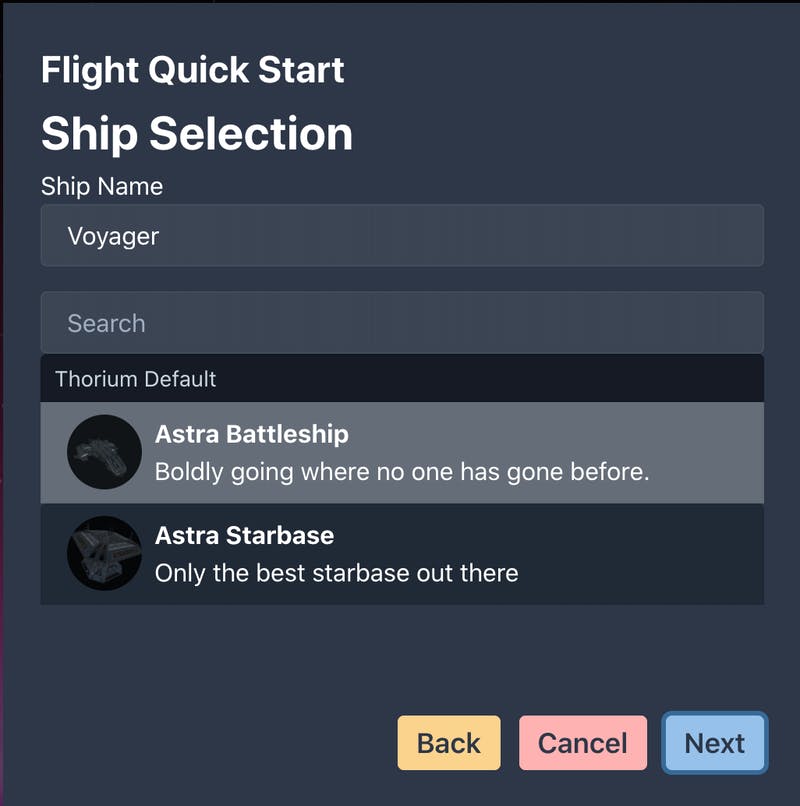 Flight Quick Start
Ship Selection
Ship Name
Voyager
Search
Thorium Default
Astra Battleship
Boldly going where no one has gone before.
Astra Starbase
Only the best starbase out there
Back Cancel Next